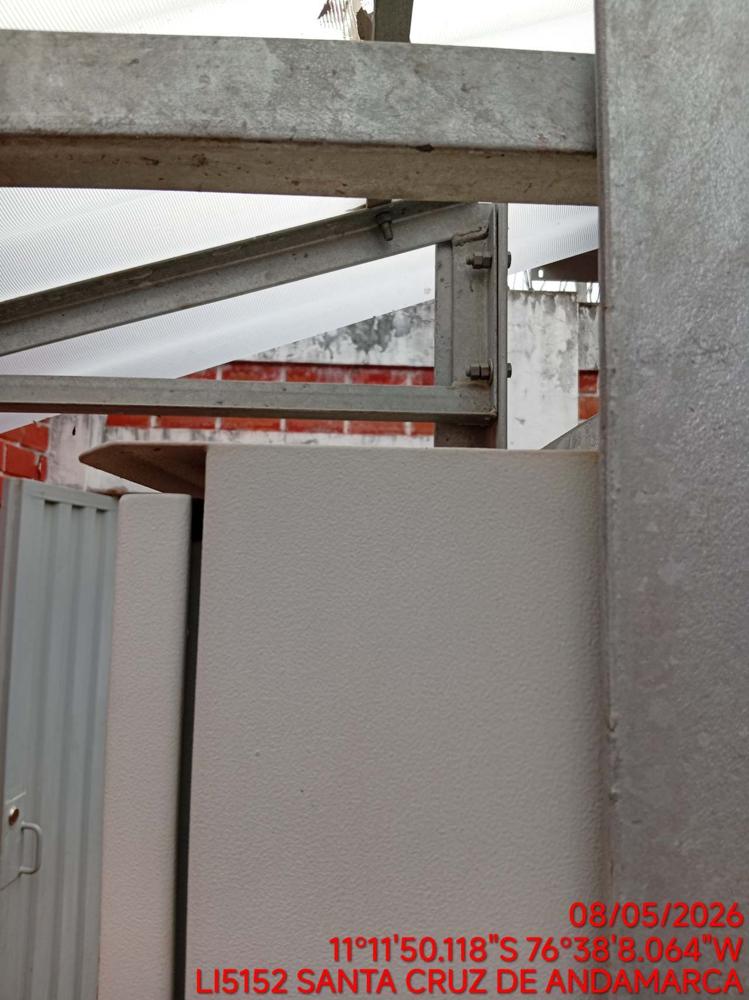 08/05/2026
11°11'50.118"S 76°38'8.064"W
LI5152 SANTA CRUZ DE ANDAMARCA